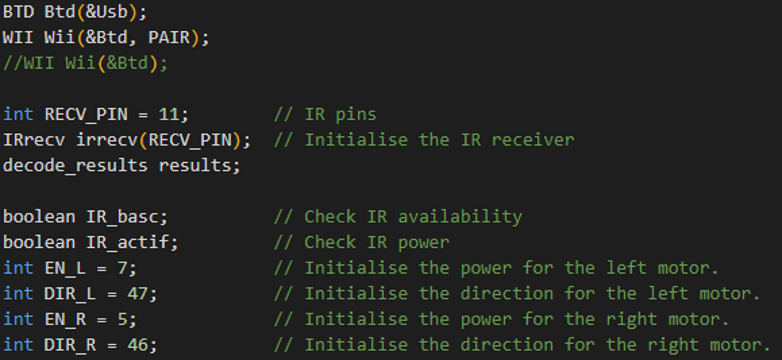 BTD Btd(&Usb);
WII Wii(&Btd, PAIR);
//WII Wii(&Btd);
int RECV_PIN = 11; // IR pins
IRrecv irrecv(RECV_PIN); // Initialise the IR receiver
decode_results results;
boolean IR_basc; // Check IR availability
boolean IR_actif; // Check IR power
int EN_L = 7; // Initialise the power for the left motor.
int DIR_L = 47; // Initialise the direction for the left motor.
int EN_R = 5; // Initialise the power for the right motor.
int DIR_R = 46; // Initialise the direction for the right motor.